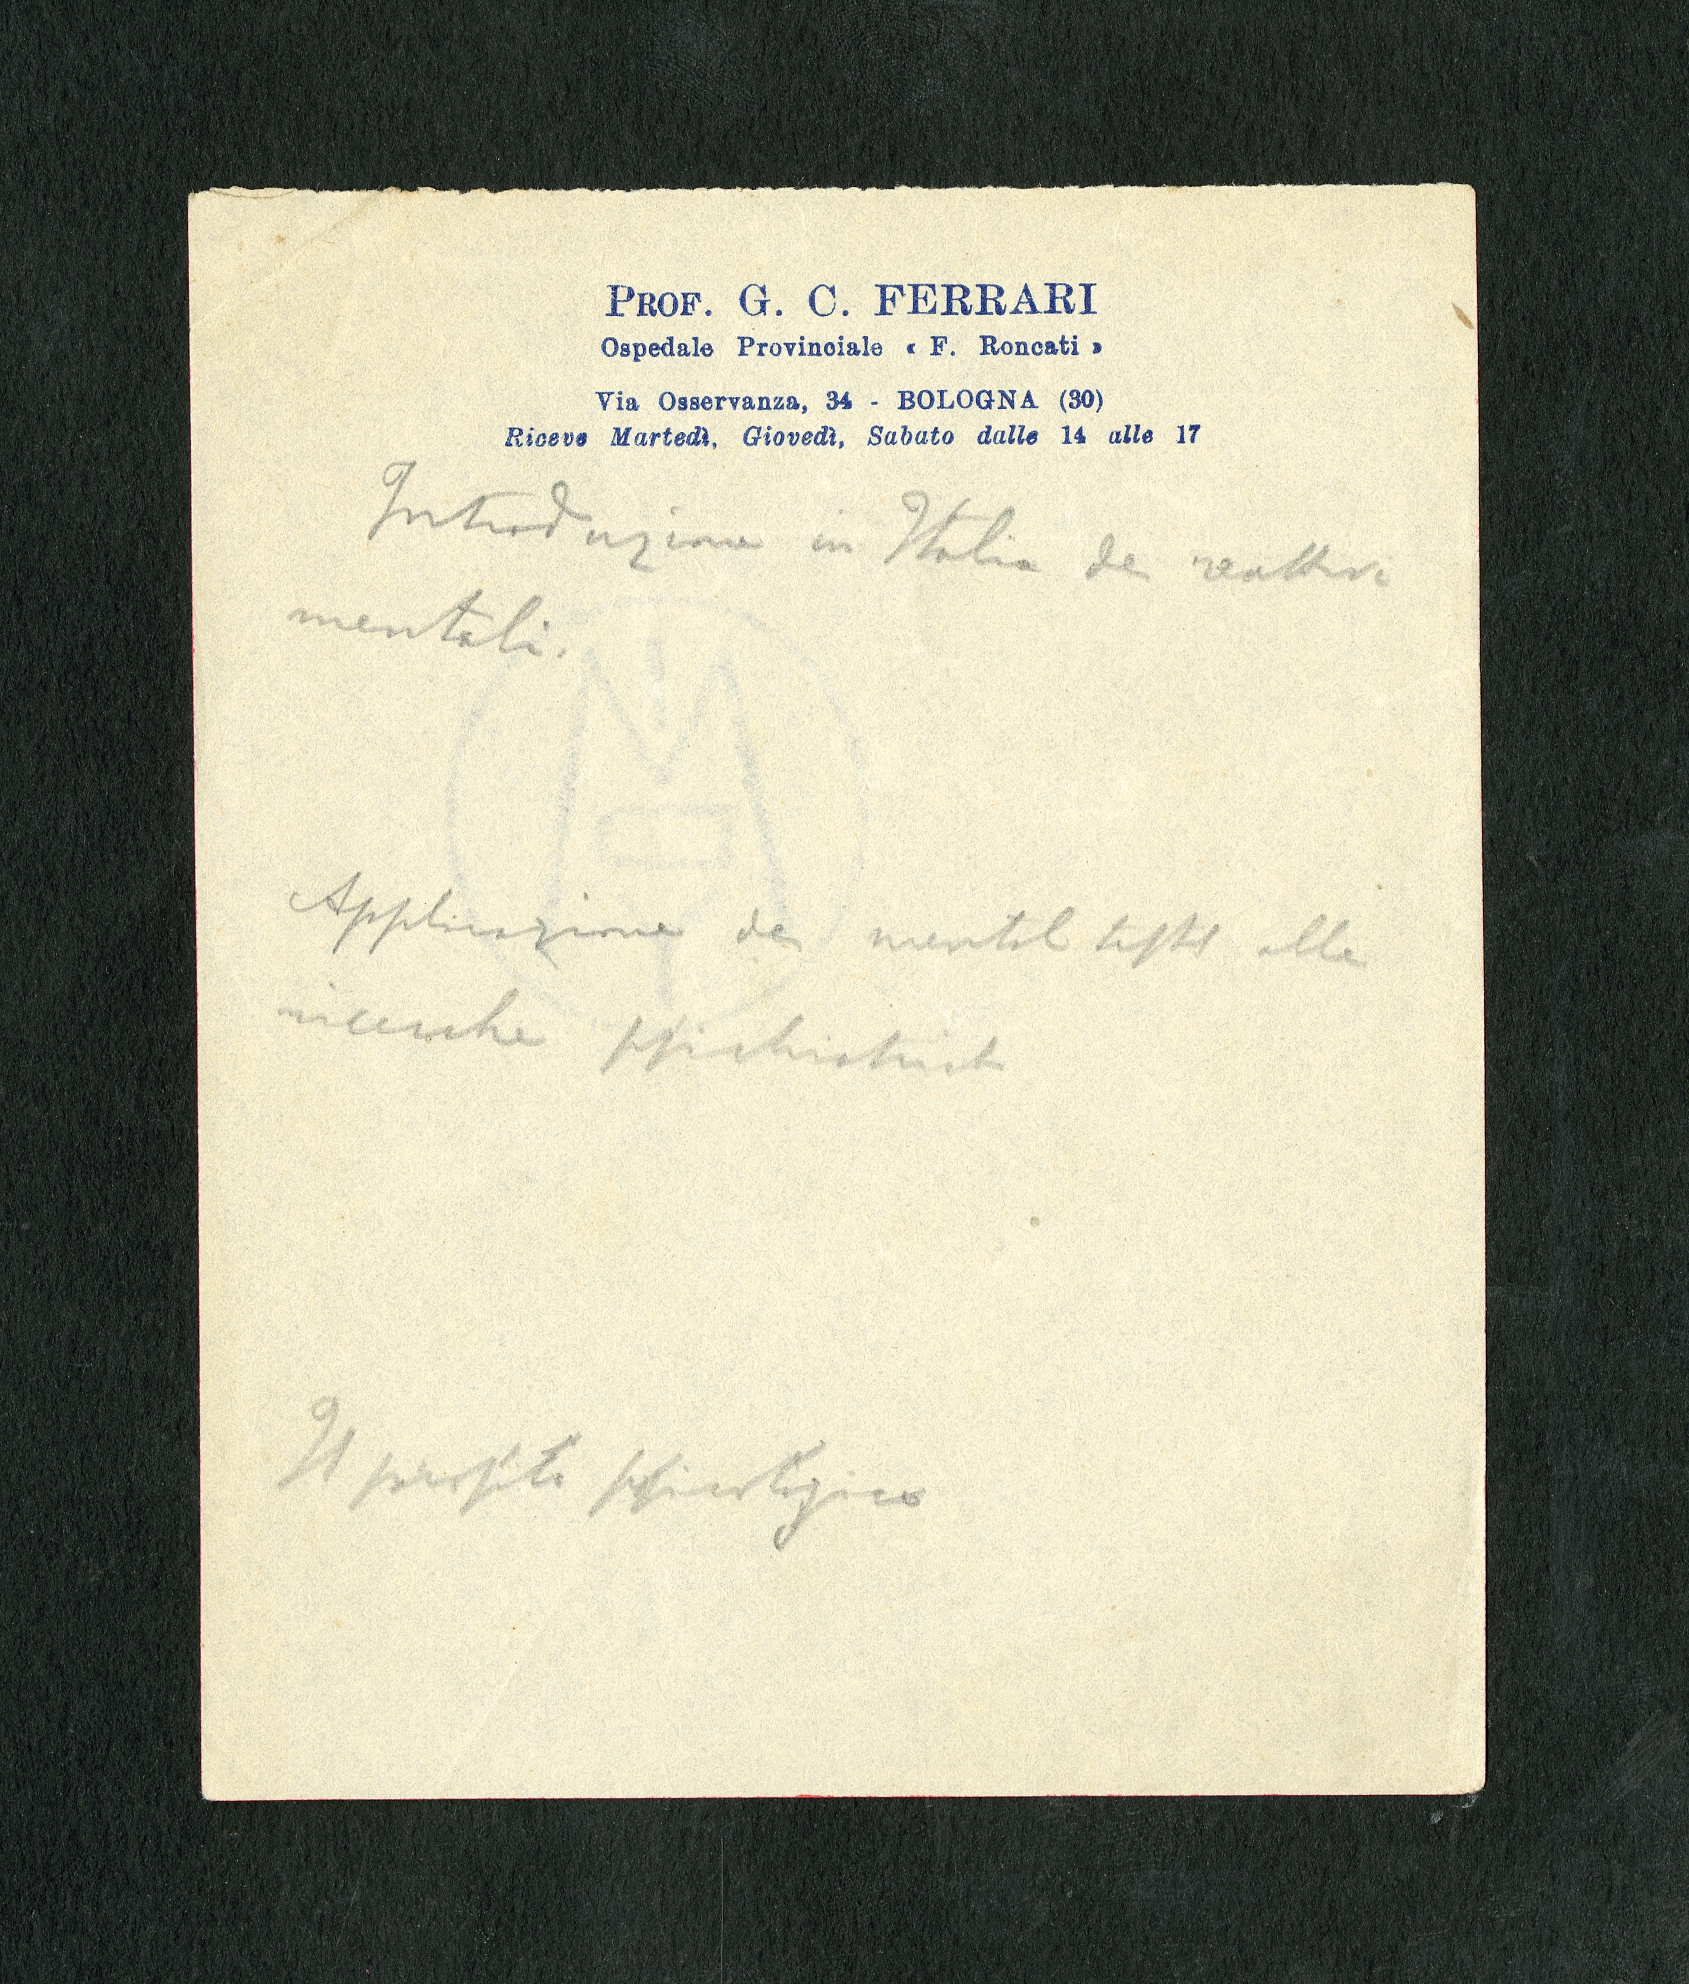 PROF. G. C. FERRARI
Ospedale Provinciale « F. Roncati »
Via Osservanza, 34 - BOLOGNA (30)
Riceve Martedì, Giovedì, Sabato dalle 14 alle 17
Introduzione in Italia dei reattivi
mentali.
Applicazione dei mental tests alle
ricerche psichiatriche
Il profilo psicologico